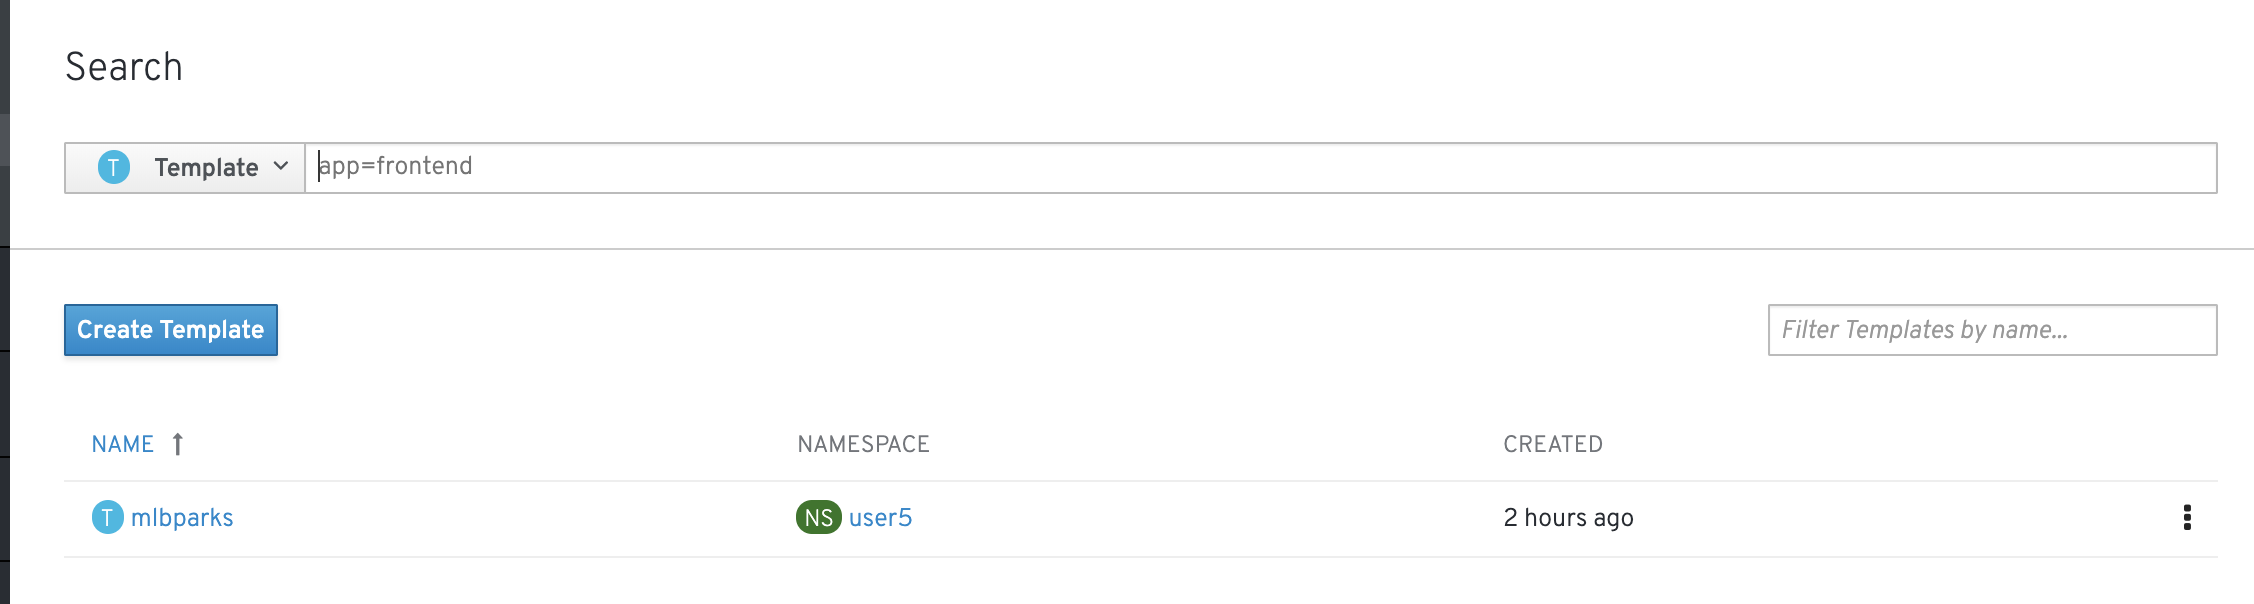 Search
T Template app=frontend
Create Template Filter Templates by name...
NAME ↑ NAMESPACE CREATED
T mlbparks NS user5 2 hours ago